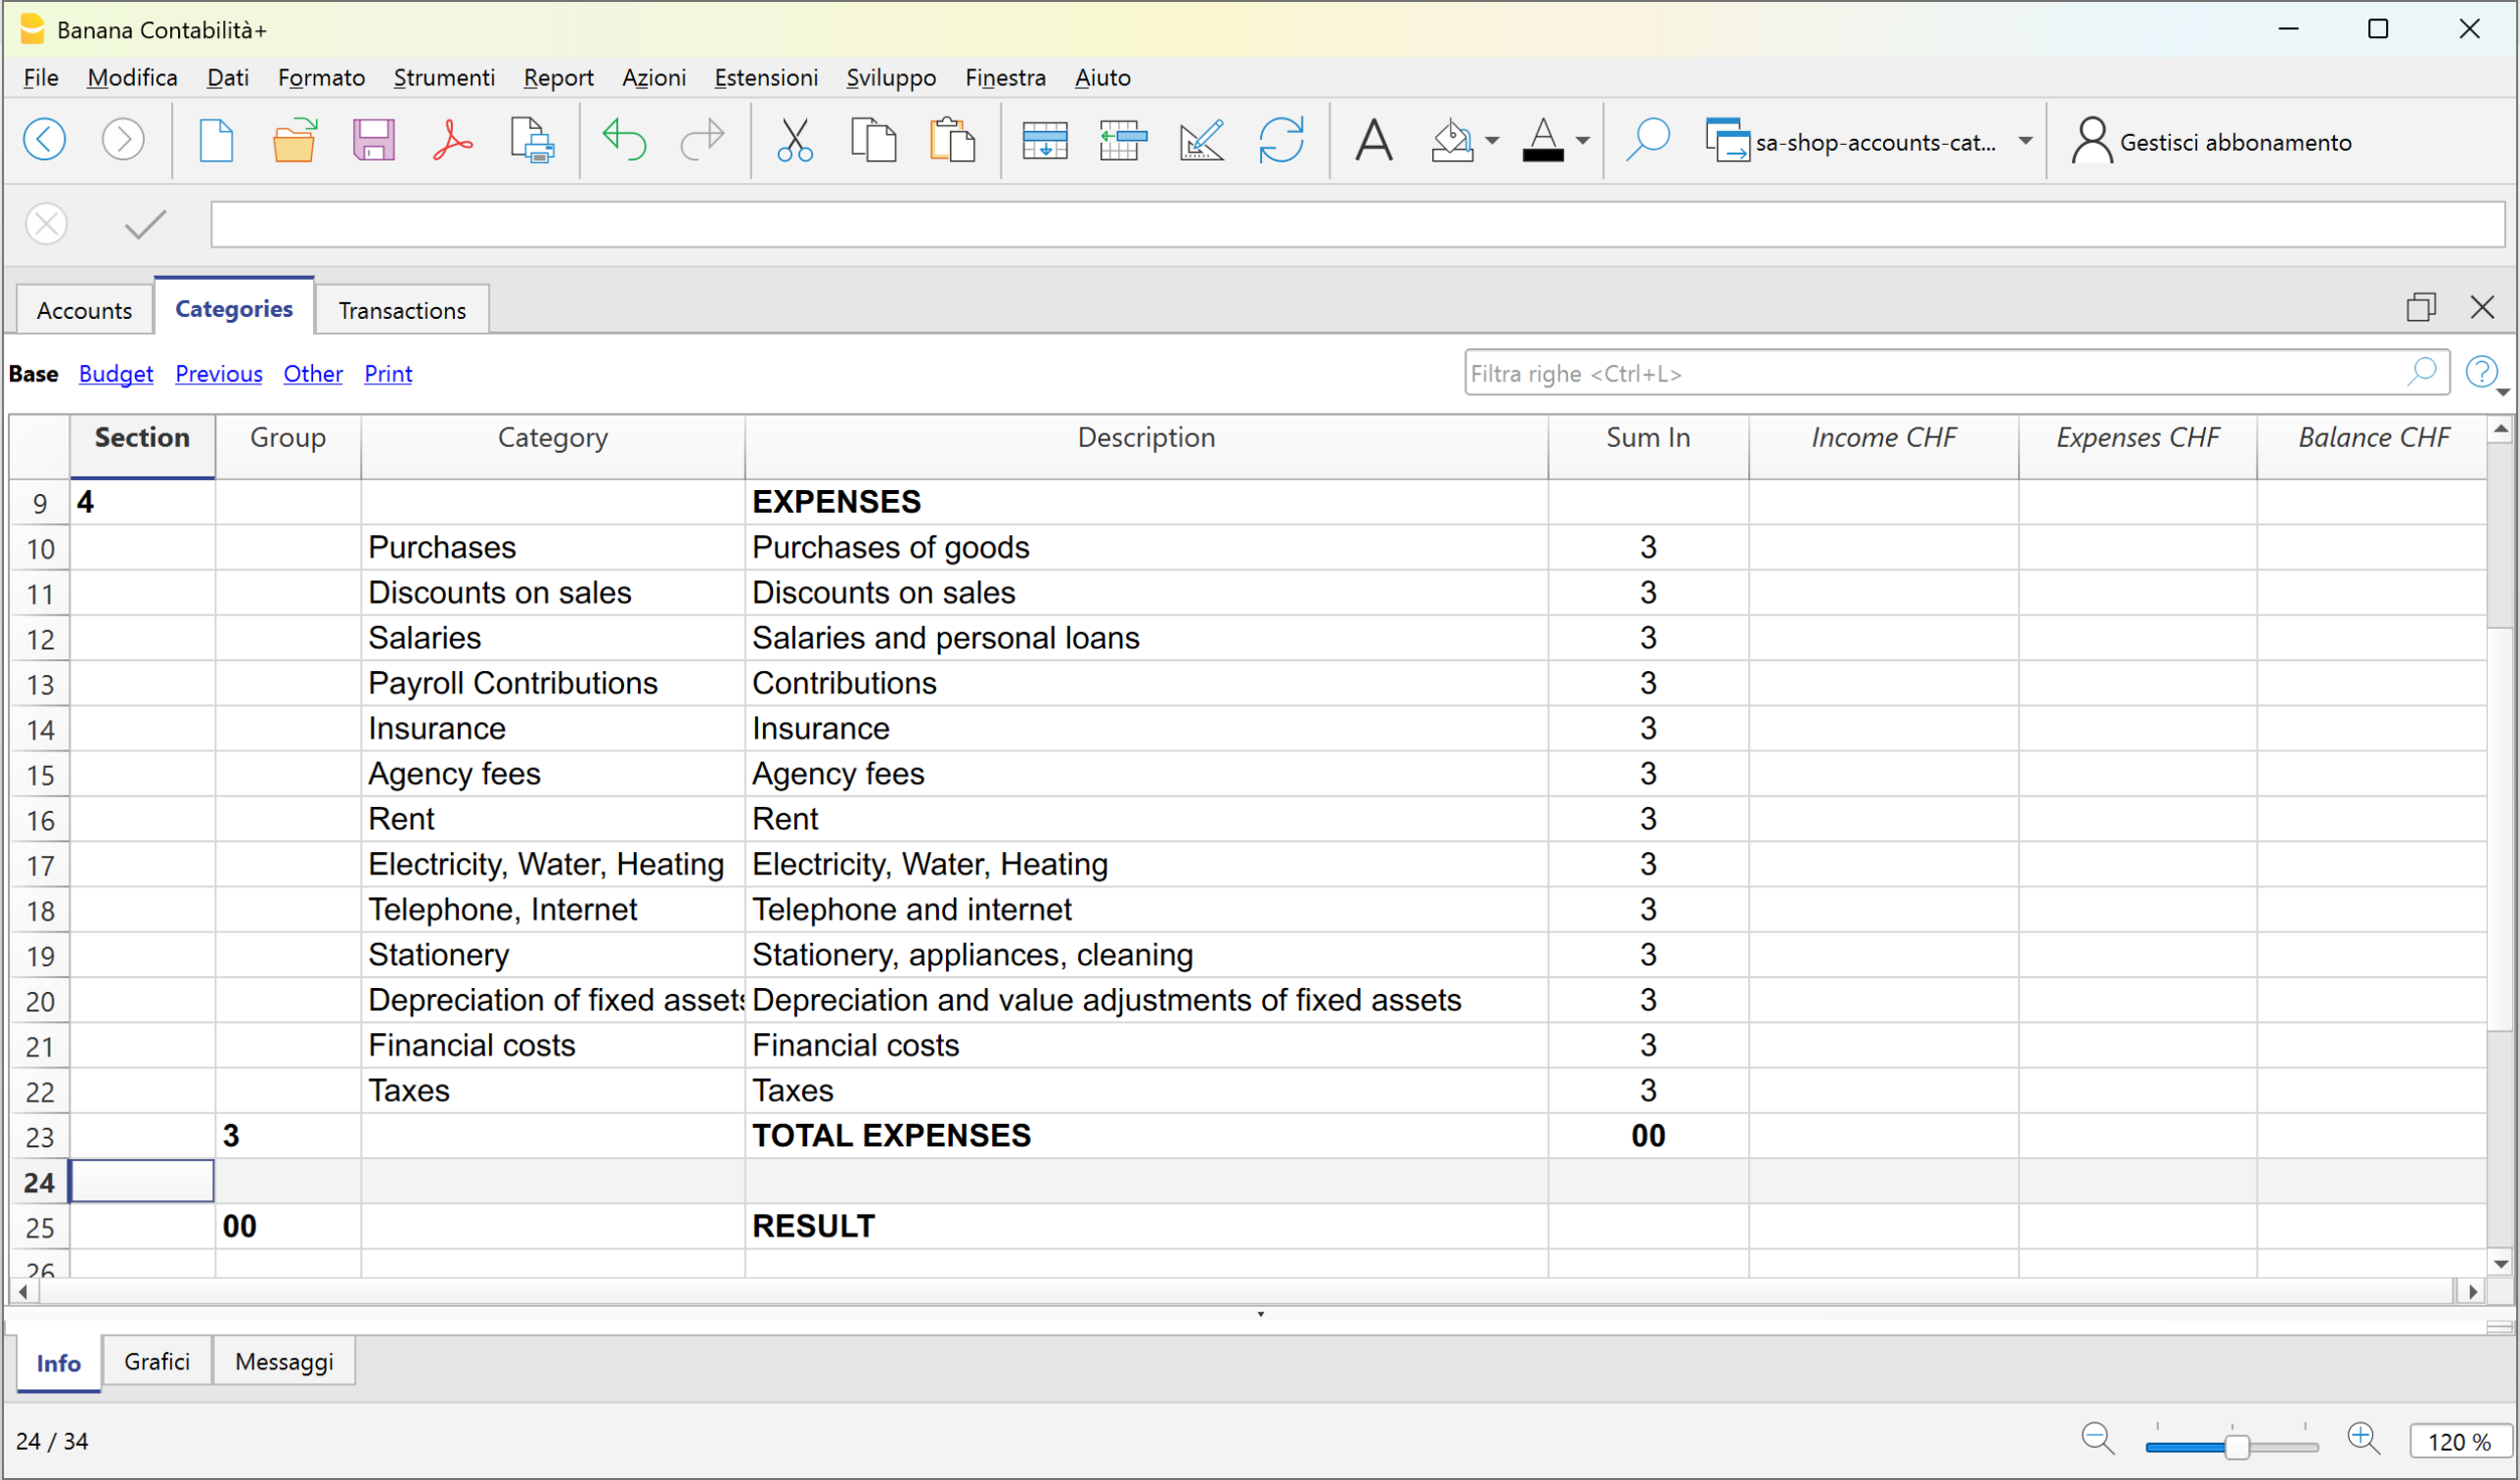 Banana Contabilità+
File Modifica Dati Formato Strumenti Report Azioni Estensioni Sviluppo Finestra Aiuto
sa-shop-accounts-cat... Gestisci abbonamento
Accounts Categories Transactions
Base Budget Previous Other Print Filtra righe <Ctrl+L>
Section Group Category Description Sum In Income CHF Expenses CHF Balance CHF
9 4 EXPENSES
10 Purchases Purchases of goods 3
11 Discounts on sales Discounts on sales 3
12 Salaries Salaries and personal loans 3
13 Payroll Contributions Contributions 3
14 Insurance Insurance 3
15 Agency fees Agency fees 3
16 Rent Rent 3
17 Electricity, Water, Heating Electricity, Water, Heating 3
18 Telephone, Internet Telephone and internet 3
19 Stationery Stationery, appliances, cleaning 3
20 Depreciation of fixed assets Depreciation and value adjustments of fixed assets 3
21 Financial costs Financial costs 3
22 Taxes Taxes 3
23 3 TOTAL EXPENSES 00
24
25 00 RESULT
26
Info Grafici Messaggi
24 / 34 120 %